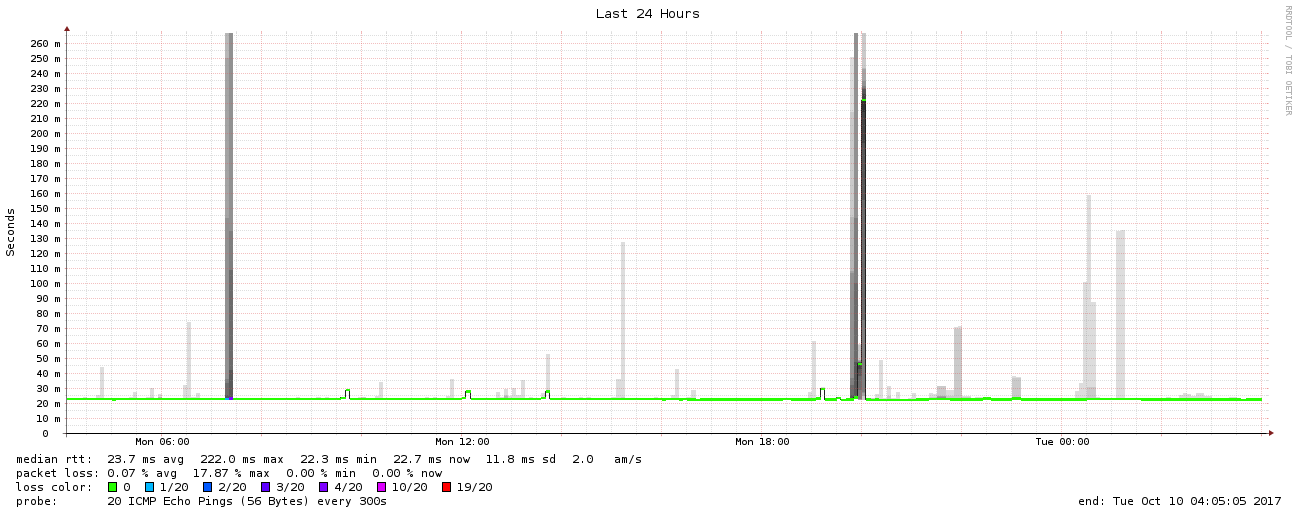 Last 24 Hours
RRDTOOL / TOBI OETIKER
Seconds
260 m
250 m
240 m
230 m
220 m
210 m
200 m
190 m
180 m
170 m
160 m
150 m
140 m
130 m
120 m
110 m
100 m
90 m
80 m
70 m
60 m
50 m
40 m
30 m
20 m
10 m
0
Mon 06:00 Mon 12:00 Mon 18:00 Tue 00:00
median rtt: 23.7 ms avg 222.0 ms max 22.3 ms min 22.7 ms now 11.8 ms sd 2.0 am/s
packet loss: 0.07 % avg 17.87 % max 0.00 % min 0.00 % now
loss color: 0 1/20 2/20 3/20 4/20 10/20 19/20
probe: 20 ICMP Echo Pings (56 Bytes) every 300s end: Tue Oct 10 04:05:05 2017